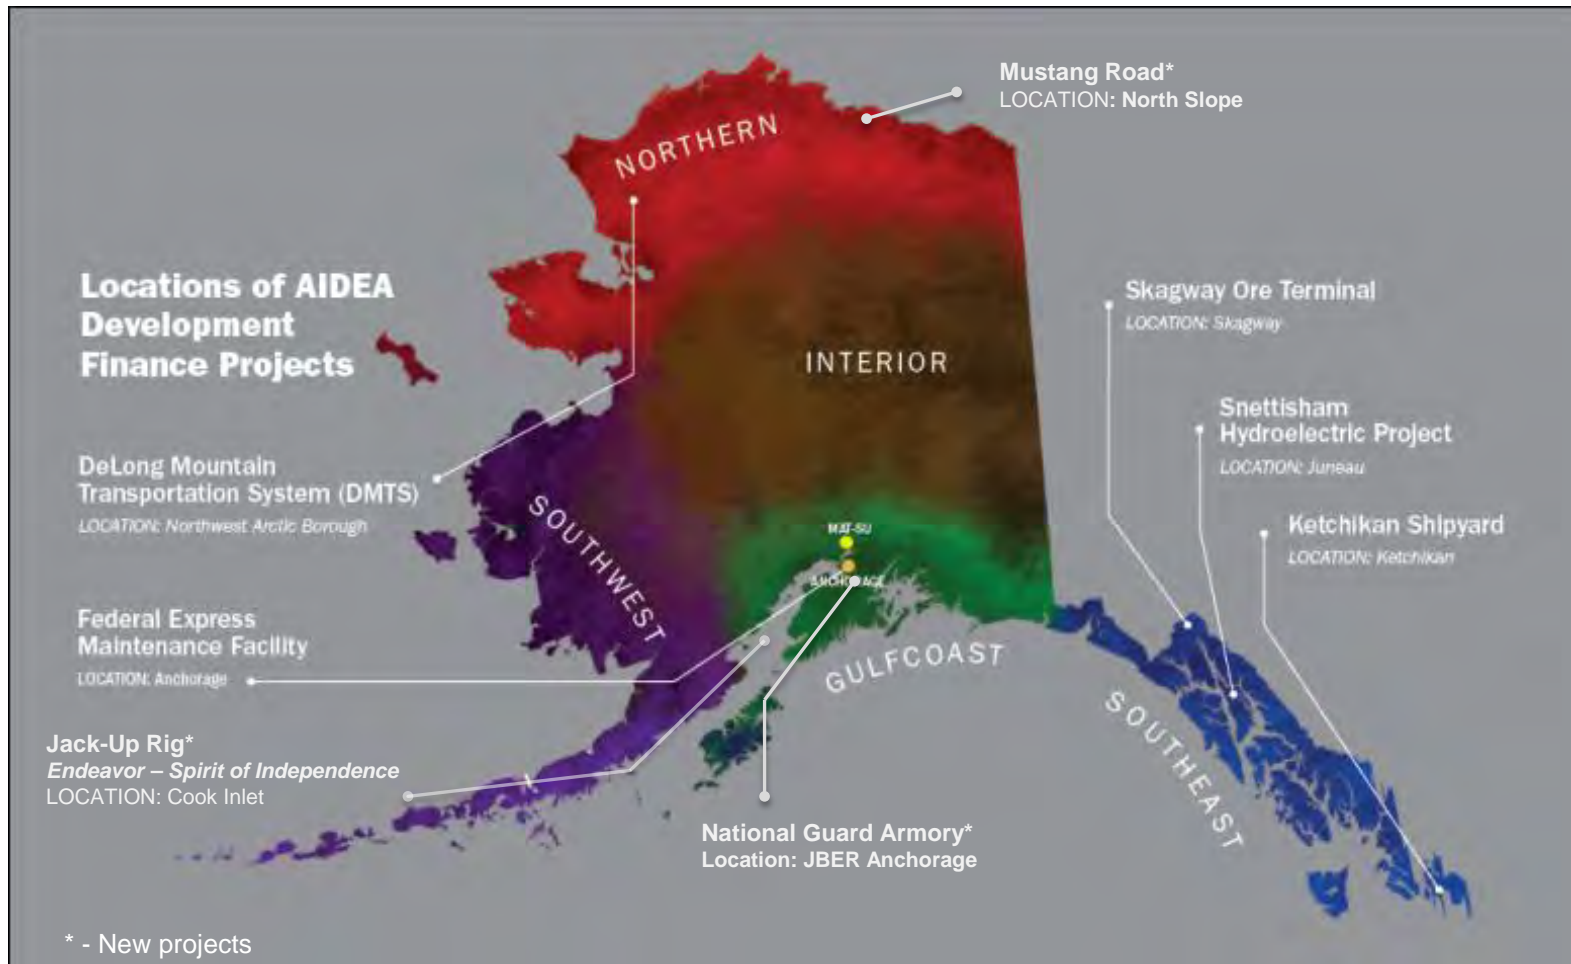 Mustang Road*
LOCATION: North Slope
NORTHERN
Locations of AIDEA
Development
Finance Projects
Skagway Ore Terminal
LOCATION: Skagway
INTERIOR
Snettisham
Hydroelectric Project
LOCATION: Juneau
DeLong Mountain
Transportation System (DMTS)
LOCATION: Northwest Arctic Borough
SOUTHWEST
MAT-SU
ANCHORAGE
Ketchikan Shipyard
LOCATION: Ketchikan
Federal Express
Maintenance Facility
LOCATION: Anchorage
GULFCOAST
SOUTHEAST
Jack-Up Rig*
Endeavor – Spirit of Independence
LOCATION: Cook Inlet
National Guard Armory*
Location: JBER Anchorage
* - New projects